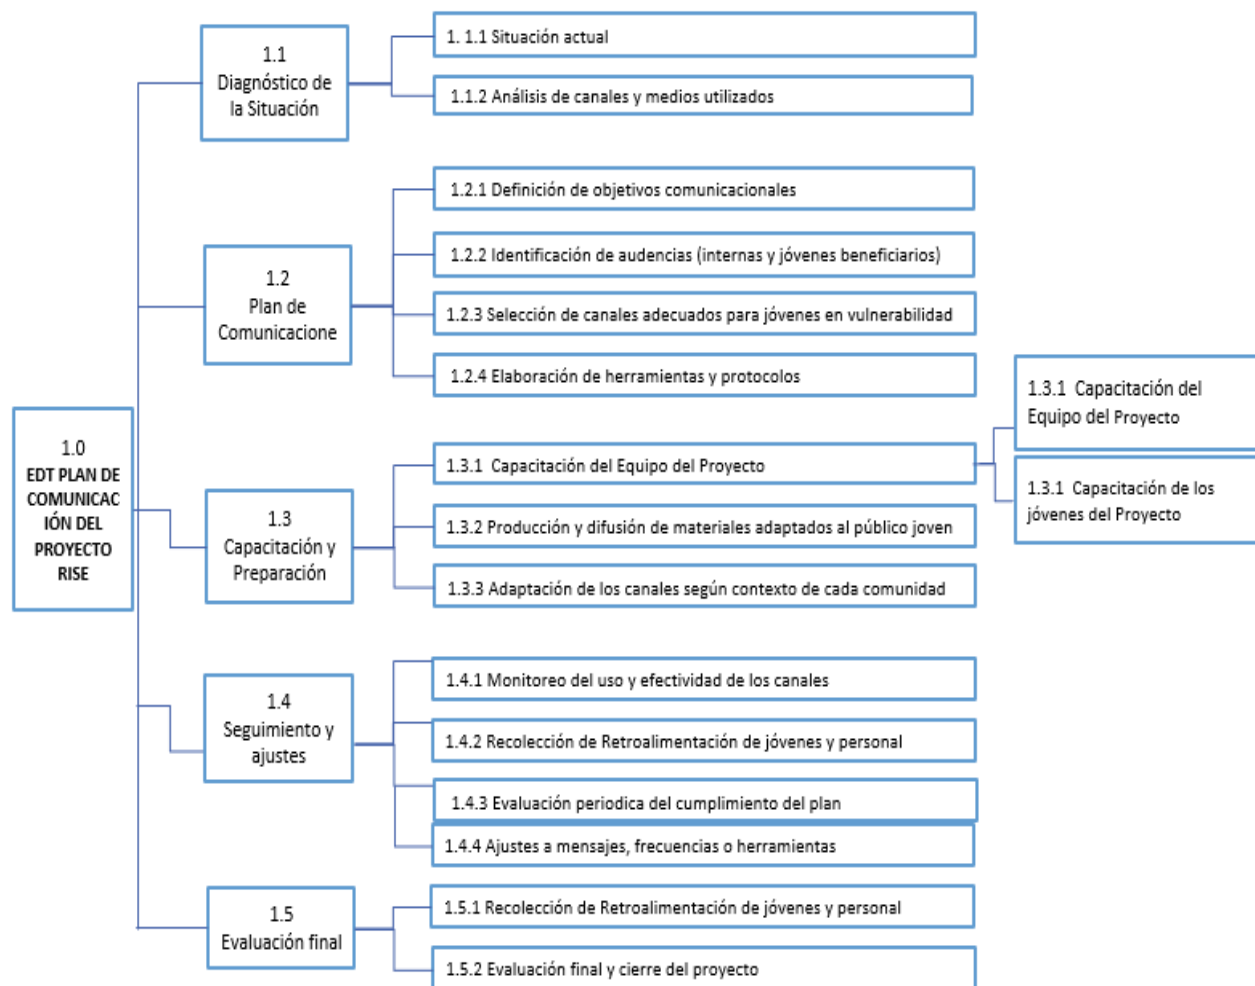 1.0
EDT PLAN DE
COMUNICAC
IÓN DEL
PROYECTO
RISE
1.1
Diagnóstico de
la Situación
1. 1.1 Situación actual
1.1.2 Análisis de canales y medios utilizados
1.2
Plan de
Comunicacione
1.2.1 Definición de objetivos comunicacionales
1.2.2 Identificación de audencias (internas y jóvenes beneficiarios)
1.2.3 Selección de canales adecuados para jóvenes en vulnerabilidad
1.2.4 Elaboración de herramientas y protocolos
1.3
Capacitación y
Preparación
1.3.1 Capacitación del Equipo del Proyecto
1.3.1 Capacitación del
Equipo del Proyecto
1.3.1 Capacitación de los
jóvenes del Proyecto
1.3.2 Producción y difusión de materiales adaptados al público joven
1.3.3 Adaptación de los canales según contexto de cada comunidad
1.4
Seguimiento y
ajustes
1.4.1 Monitoreo del uso y efectividad de los canales
1.4.2 Recolección de Retroalimentación de jóvenes y personal
1.4.3 Evaluación periodica del cumplimiento del plan
1.4.4 Ajustes a mensajes, frecuencias o herramientas
1.5
Evaluación final
1.5.1 Recolección de Retroalimentación de jóvenes y personal
1.5.2 Evaluación final y cierre del proyecto